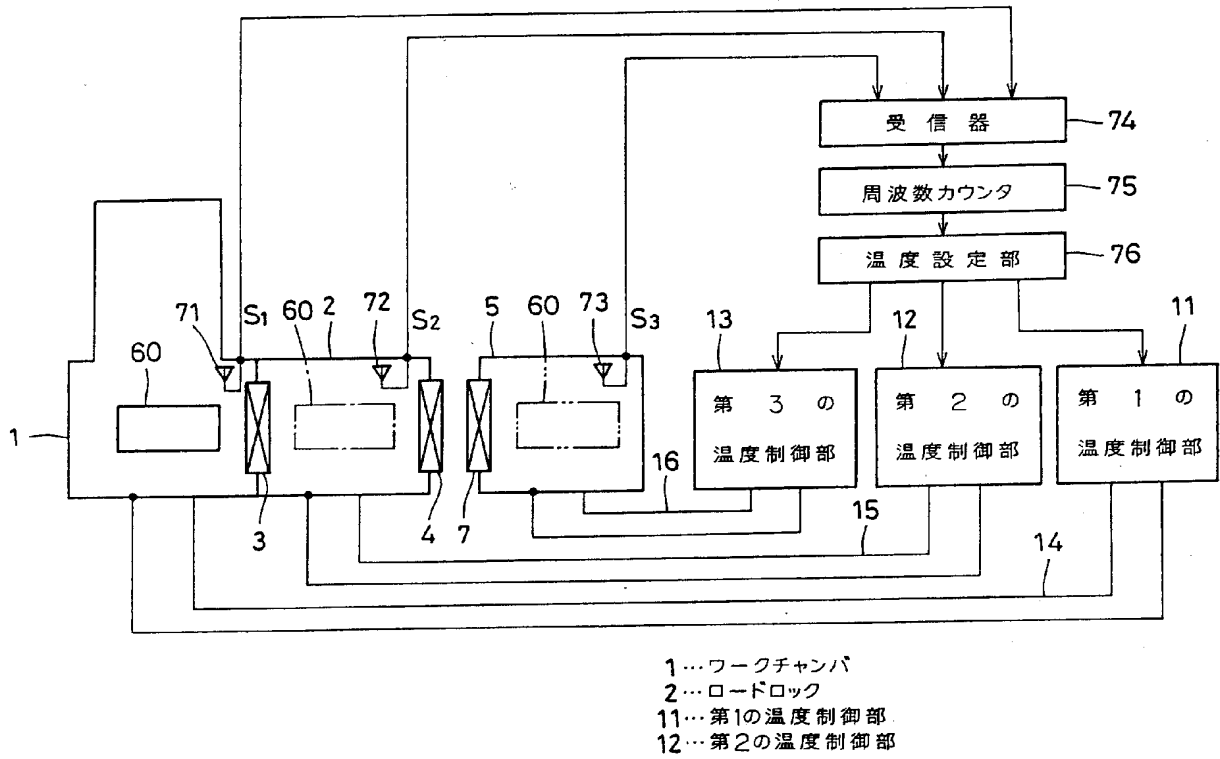 受信器
74
周波数カウンタ
75
温度設定部
76
71
S1
2
60
72
S2
5
60
73
S3
13
12
11
60
1
第3の
温度制御部
第2の
温度制御部
第1の
温度制御部
3
4
7
16
15
14
1…ワークチャンバ
2…ロードロック
11…第1の温度制御部
12…第2の温度制御部